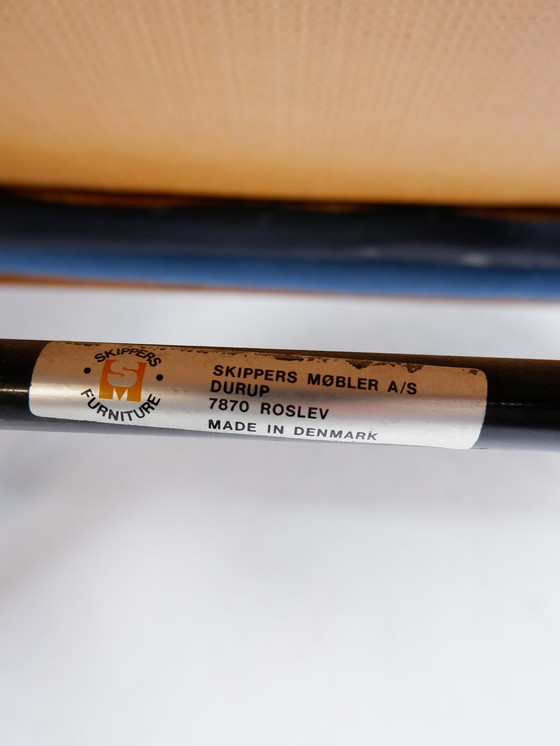 SKIPPERS
SM
FURNITURE
SKIPPERS MØBLER A/S
DURUP
7870 ROSLEV
MADE IN DENMARK